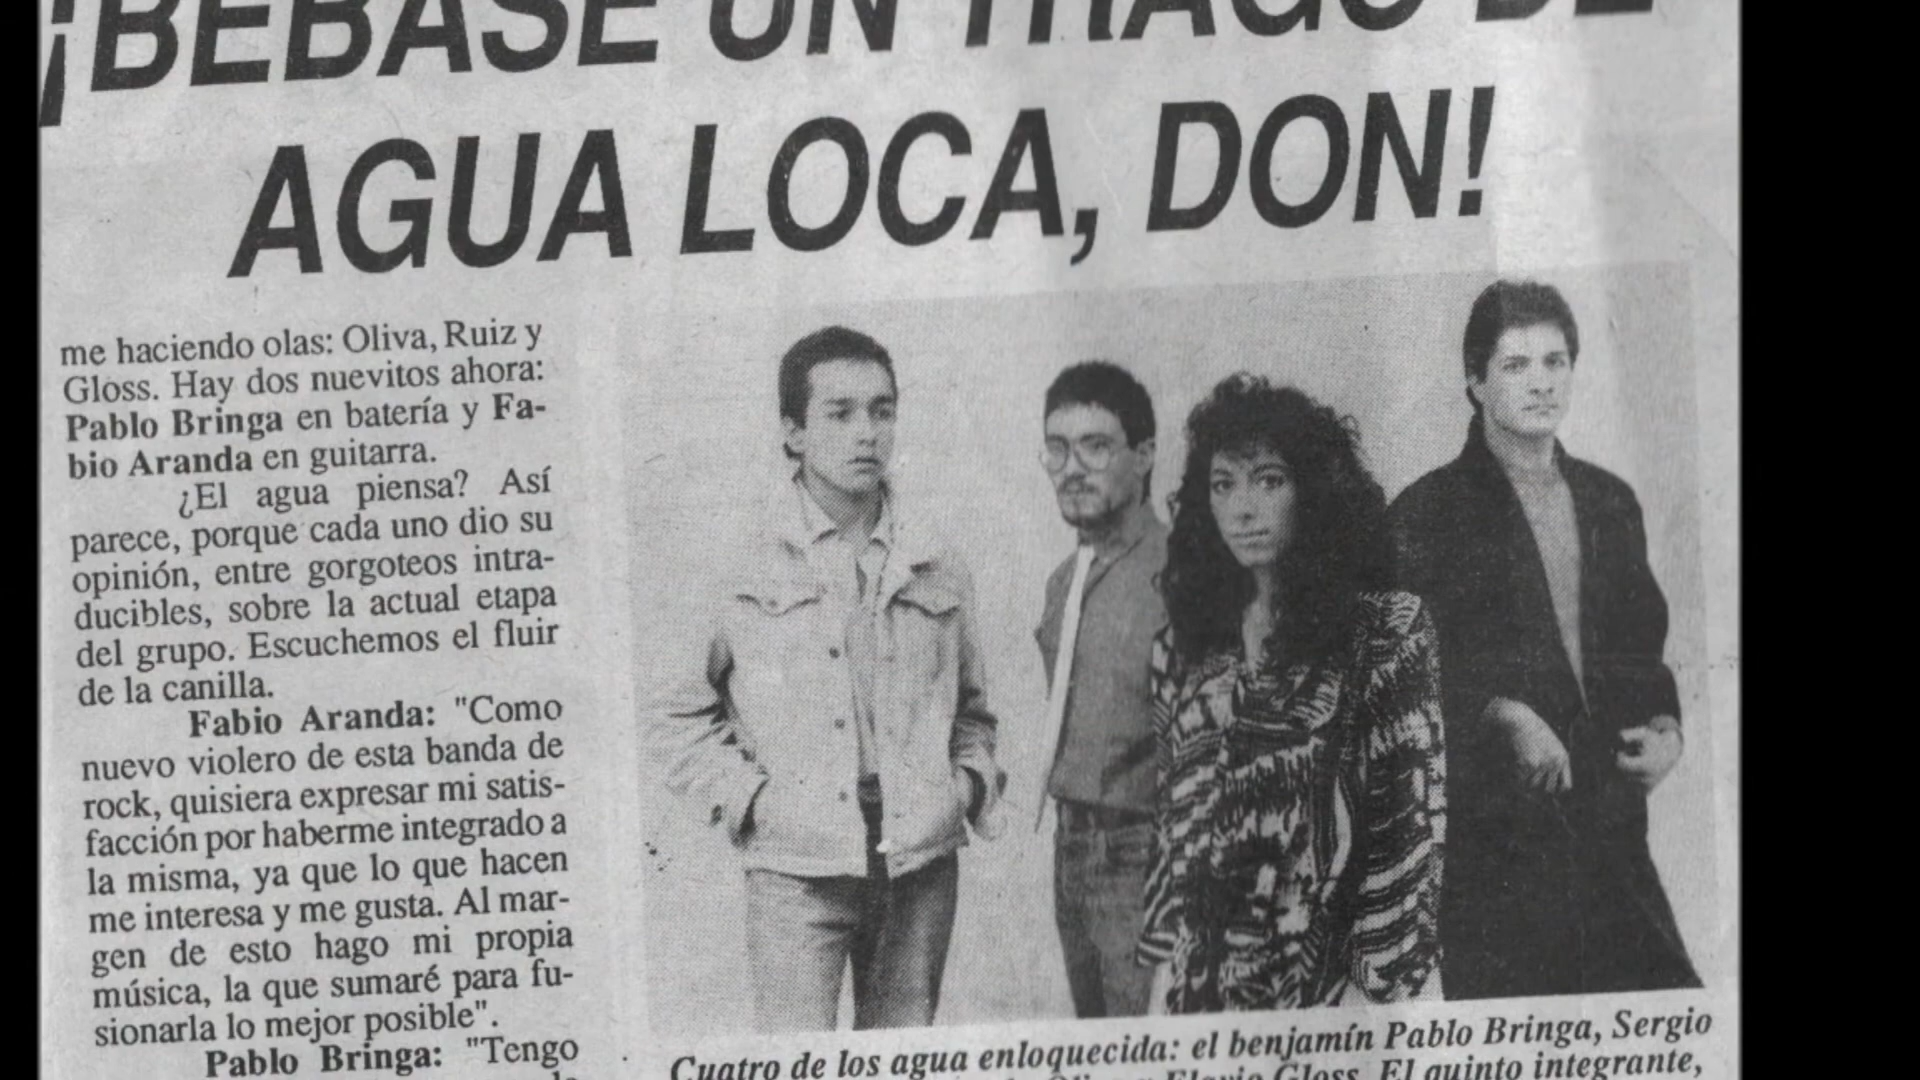 ¡BEBASE UN TRAGO DE
AGUA LOCA, DON!
me haciendo olas: Oliva, Ruiz y
Gloss. Hay dos nuevitos ahora:
Pablo Bringa en batería y Fa-
bio Aranda en guitarra.
¿El agua piensa? Así
parece, porque cada uno dio su
opinión, entre gorgoteos intra-
ducibles, sobre la actual etapa
del grupo. Escuchemos el fluir
de la canilla.
Fabio Aranda: "Como
nuevo violero de esta banda de
rock, quisiera expresar mi satis-
facción por haberme integrado a
la misma, ya que lo que hacen
me interesa y me gusta. Al mar-
gen de esto hago mi propia
música, la que sumaré para fu-
sionarla lo mejor posible".
Pablo Bringa: "Tengo
Cuatro de los agua enloquecida: el benjamín Pablo Bringa, Sergio
Gloss. El quinto integrante,